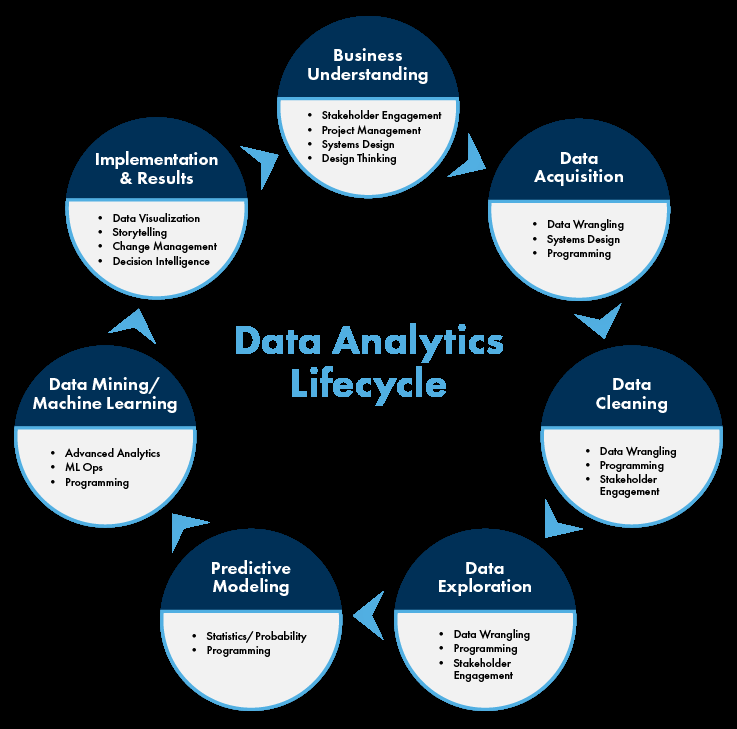 Business
Understanding
• Stakeholder Engagement
• Project Management
• Systems Design
• Design Thinking
Data
Acquisition
• Data Wrangling
• Systems Design
• Programming
Data
Cleaning
• Data Wrangling
• Programming
• Stakeholder
Engagement
Data
Exploration
• Data Wrangling
• Programming
• Stakeholder
Engagement
Predictive
Modeling
• Statistics/ Probability
• Programming
Data Mining/
Machine Learning
• Advanced Analytics
• ML Ops
• Programming
Implementation
& Results
• Data Visualization
• Storytelling
• Change Management
• Decision Intelligence
Data Analytics
Lifecycle